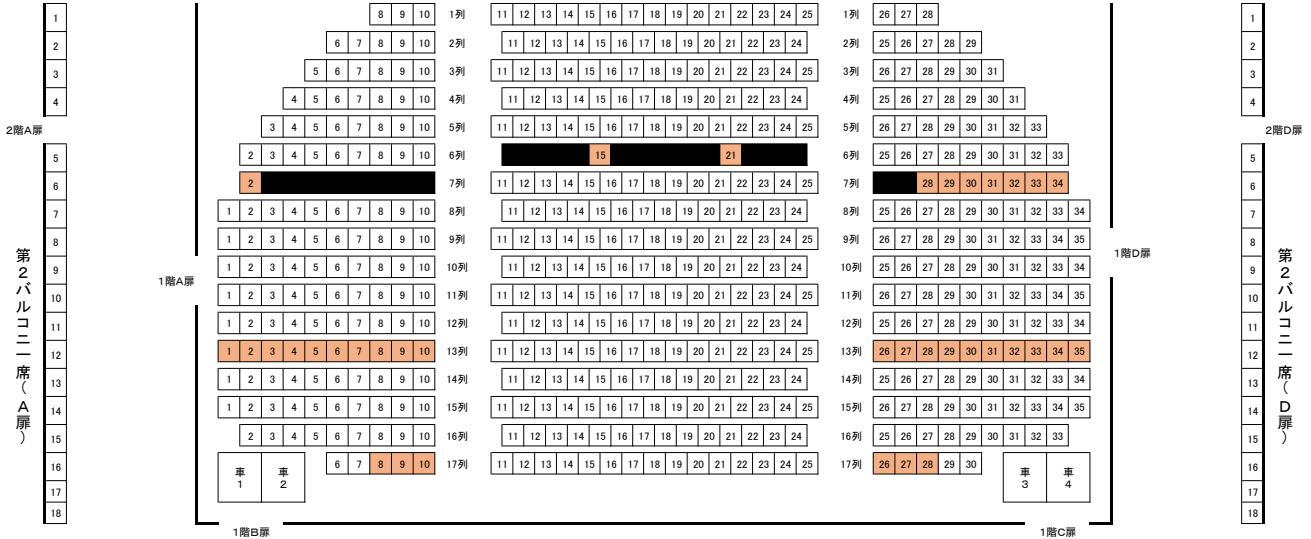 1 8 9 10 1列 11 12 13 14 15 16 17 18 19 20 21 22 23 24 25 1列 26 27 28 1
2 6 7 8 9 10 2列 11 12 13 14 15 16 17 18 19 20 21 22 23 24 2列 25 26 27 28 29 2
3 5 6 7 8 9 10 3列 11 12 13 14 15 16 17 18 19 20 21 22 23 24 25 3列 26 27 28 29 30 31 3
4 4 5 6 7 8 9 10 4列 11 12 13 14 15 16 17 18 19 20 21 22 23 24 4列 25 26 27 28 29 30 31 4
2階A扉 3 4 5 6 7 8 9 10 5列 11 12 13 14 15 16 17 18 19 20 21 22 23 24 25 5列 26 27 28 29 30 31 32 33 2階D扉
5 2 3 4 5 6 7 8 9 10 6列 15 21 6列 25 26 27 28 29 30 31 32 33 5
6 2 7列 11 12 13 14 15 16 17 18 19 20 21 22 23 24 25 7列 28 29 30 31 32 33 34 6
7 1 2 3 4 5 6 7 8 9 10 8列 11 12 13 14 15 16 17 18 19 20 21 22 23 24 8列 25 26 27 28 29 30 31 32 33 34 7
8 1 2 3 4 5 6 7 8 9 10 9列 11 12 13 14 15 16 17 18 19 20 21 22 23 24 25 9列 26 27 28 29 30 31 32 33 34 35 8
9 1階A扉 1 2 3 4 5 6 7 8 9 10 10列 11 12 13 14 15 16 17 18 19 20 21 22 23 24 10列 25 26 27 28 29 30 31 32 33 34 1階D扉 9
10 1 2 3 4 5 6 7 8 9 10 11列 11 12 13 14 15 16 17 18 19 20 21 22 23 24 25 11列 26 27 28 29 30 31 32 33 34 35 10
11 1 2 3 4 5 6 7 8 9 10 12列 11 12 13 14 15 16 17 18 19 20 21 22 23 24 12列 25 26 27 28 29 30 31 32 33 34 11
12 1 2 3 4 5 6 7 8 9 10 13列 11 12 13 14 15 16 17 18 19 20 21 22 23 24 25 13列 26 27 28 29 30 31 32 33 34 35 12
13 1 2 3 4 5 6 7 8 9 10 14列 11 12 13 14 15 16 17 18 19 20 21 22 23 24 14列 25 26 27 28 29 30 31 32 33 34 13
14 1 2 3 4 5 6 7 8 9 10 15列 11 12 13 14 15 16 17 18 19 20 21 22 23 24 25 15列 26 27 28 29 30 31 32 33 34 35 14
15 2 3 4 5 6 7 8 9 10 16列 11 12 13 14 15 16 17 18 19 20 21 22 23 24 16列 25 26 27 28 29 30 31 32 33 15
16 車1 車2 6 7 8 9 10 17列 11 12 13 14 15 16 17 18 19 20 21 22 23 24 25 17列 26 27 28 29 30 車3 車4 16
17 17
18 18
1階B扉 1階C扉
第2バルコニー席(A扉)
第2バルコニー席(D扉)